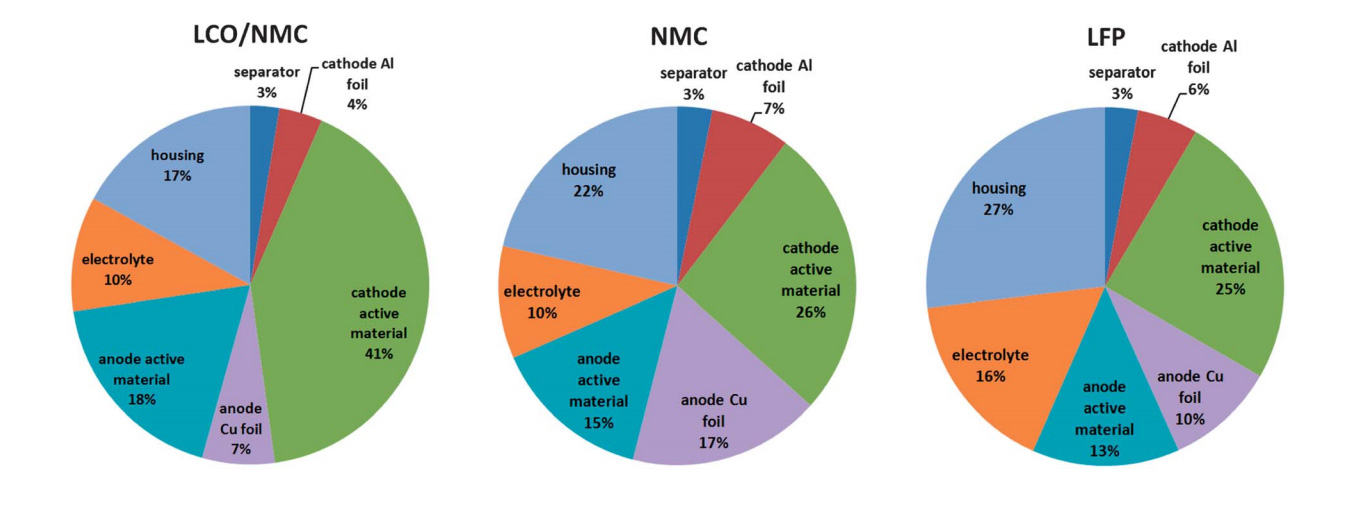 LCO/NMC
separator
3%
cathode Al
foil
4%
cathode
active
material
41%
anode
Cu foil
7%
anode active
material
18%
electrolyte
10%
housing
17%
NMC
separator
3%
cathode Al
foil
7%
cathode
active
material
26%
anode Cu
foil
17%
anode
active
material
15%
electrolyte
10%
housing
22%
LFP
separator
3%
cathode Al
foil
6%
cathode
active
material
25%
anode Cu
foil
10%
anode
active
material
13%
electrolyte
16%
housing
27%